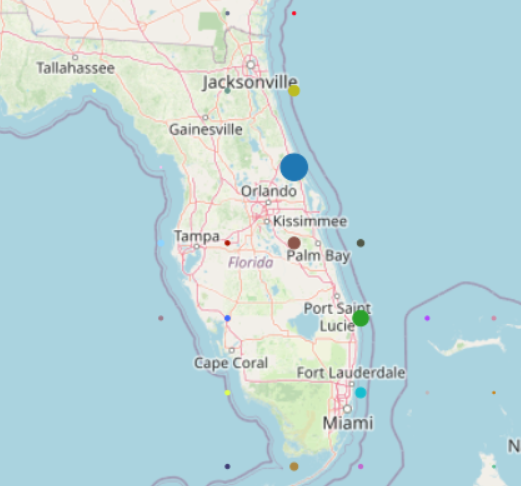 Tallahassee
Jacksonville
Gainesville
Orlando
Kissimmee
Tampa
Palm Bay
Florida
Port Saint
Lucie
Cape Coral
Fort Lauderdale
Miami
N